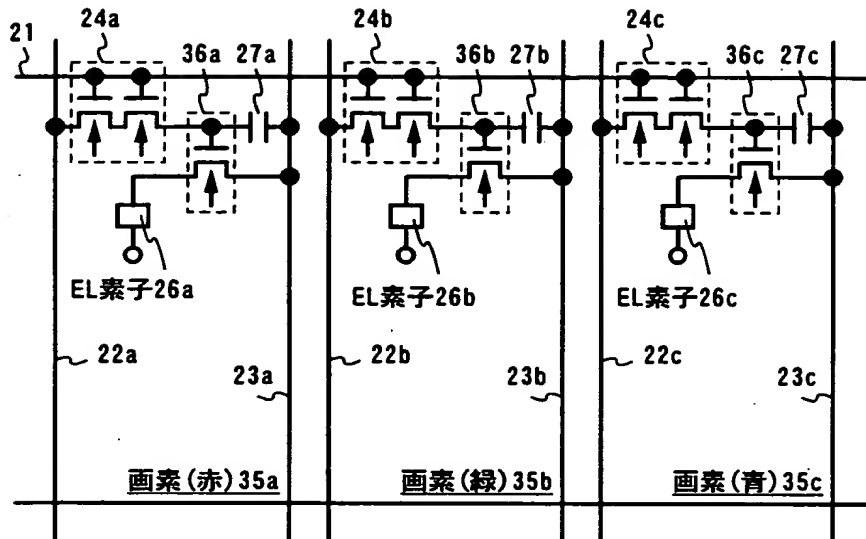 21 24a 36a 27a 24b 36b 27b 24c 36c 27c
EL素子26a EL素子26b EL素子26c
22a 23a 22b 23b 22c 23c
画素(赤)35a 画素(緑)35b 画素(青)35c